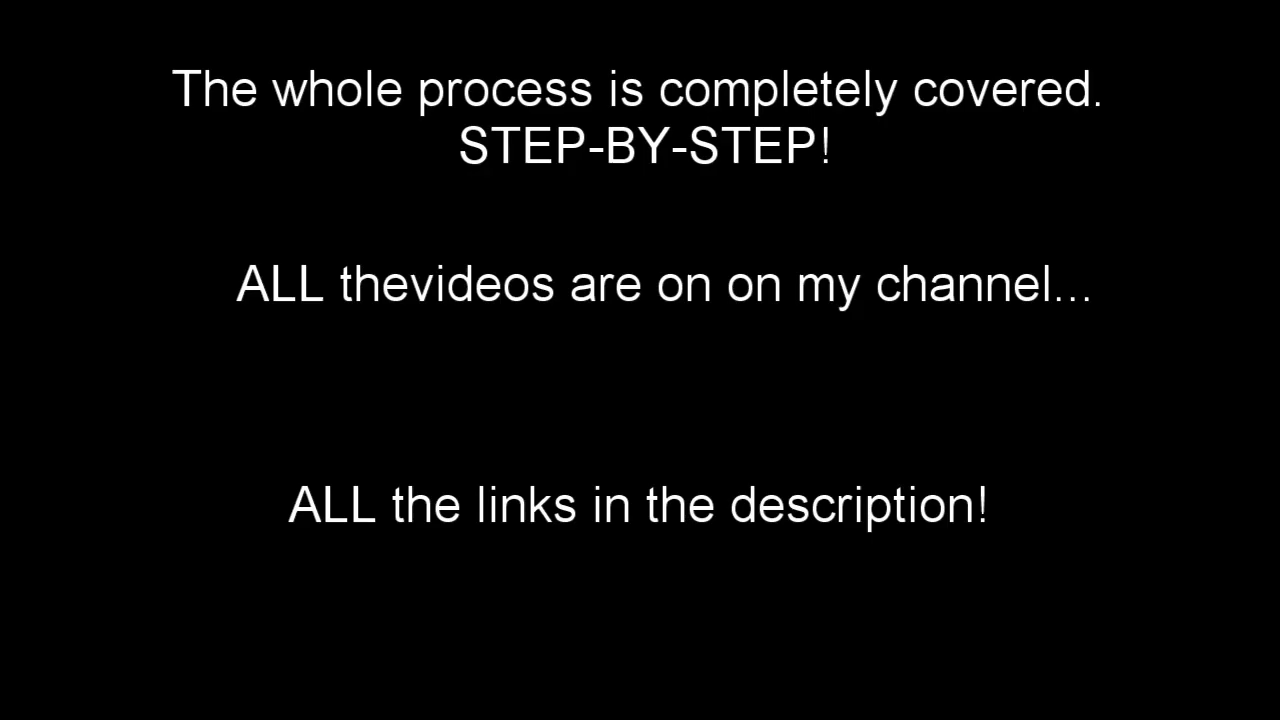 The whole process is completely covered.
STEP-BY-STEP!
ALL thevideos are on on my channel...
ALL the links in the description!